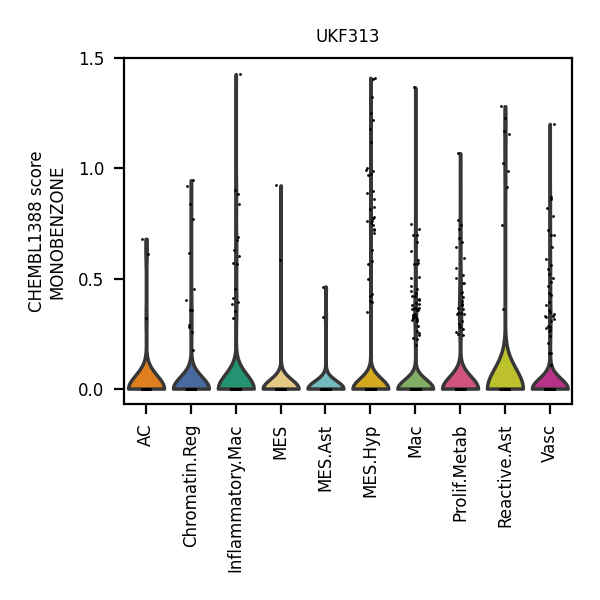 UKF313
CHEMBL1388 score
MONOBENZONE
1.5
1.0
0.5
0.0
AC
Chromatin.Reg
Inflammatory.Mac
MES
MES.Ast
MES.Hyp
Mac
Prolif.Metab
Reactive.Ast
Vasc